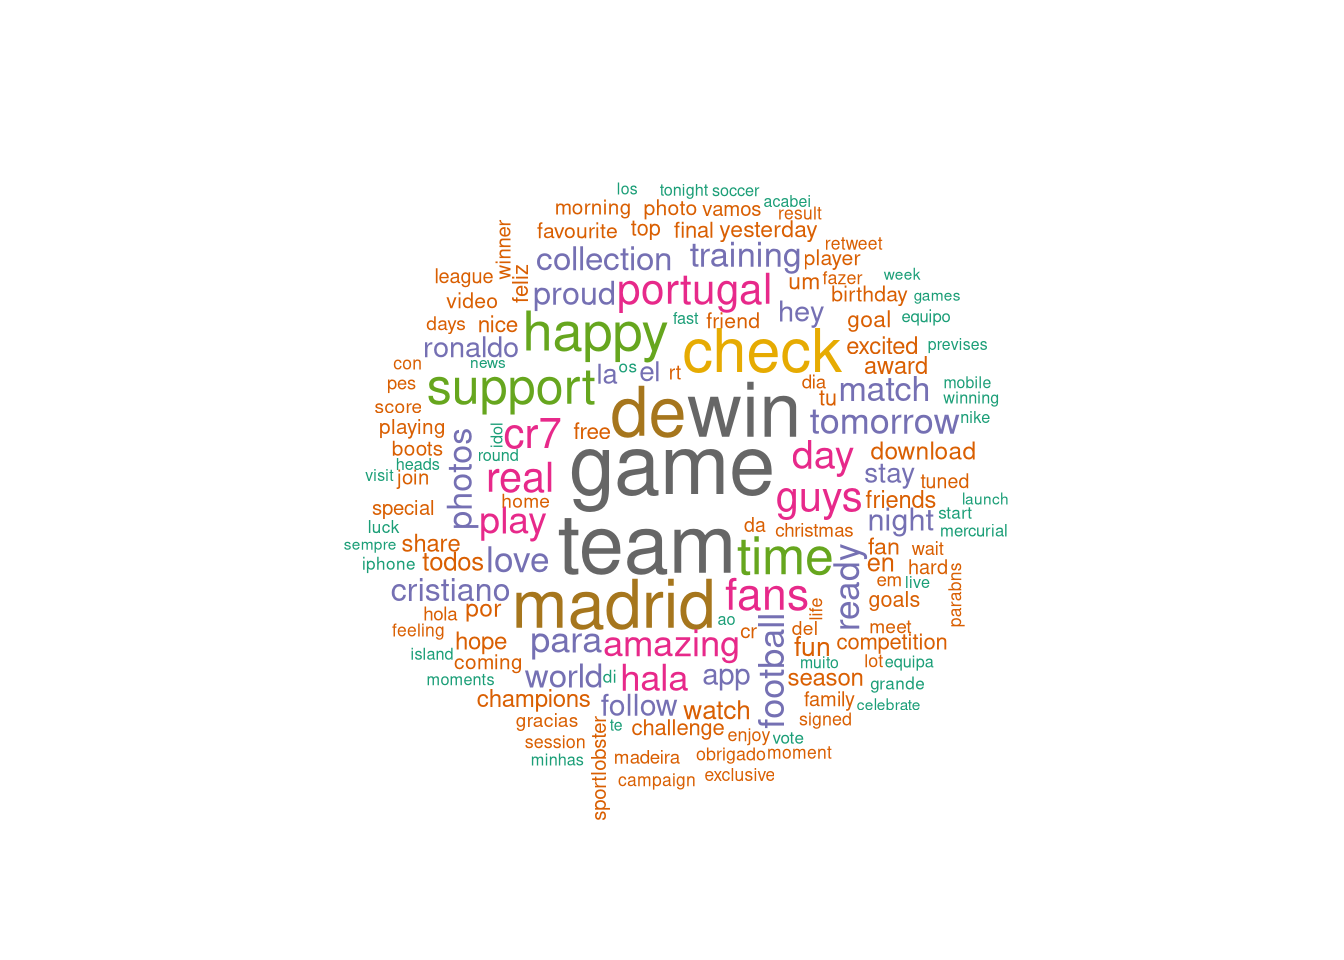 los tonight soccer
acabei
morning photo vamos result
favourite top final yesterday
winner
retweet
collection training player
league feliz um fazer week
video proud portugal birthday games
days nice happy fast friend hey goal equipo
ronaldo check excited previses
con news la os el rt award
pes support dia mobile
score de win tu match winning
playing idol cr7 free tomorrow nike
boots photos round day download
visit heads join real game stay tuned
special home guys friends launch
luck play da christmas night start
sempre share team time fan wait mercurial
iphone todos love ready en hard
cristiano em live parabns
madrid fans life goals
hola por ao
feeling hope para amazing cr football del meet
island coming fun competition
moments world di hala app muito lot equipa
season grande
champions follow watch family celebrate
gracias te challenge signed
session sportlobster enjoy vote
minhas madeira obrigado moment
campaign exclusive